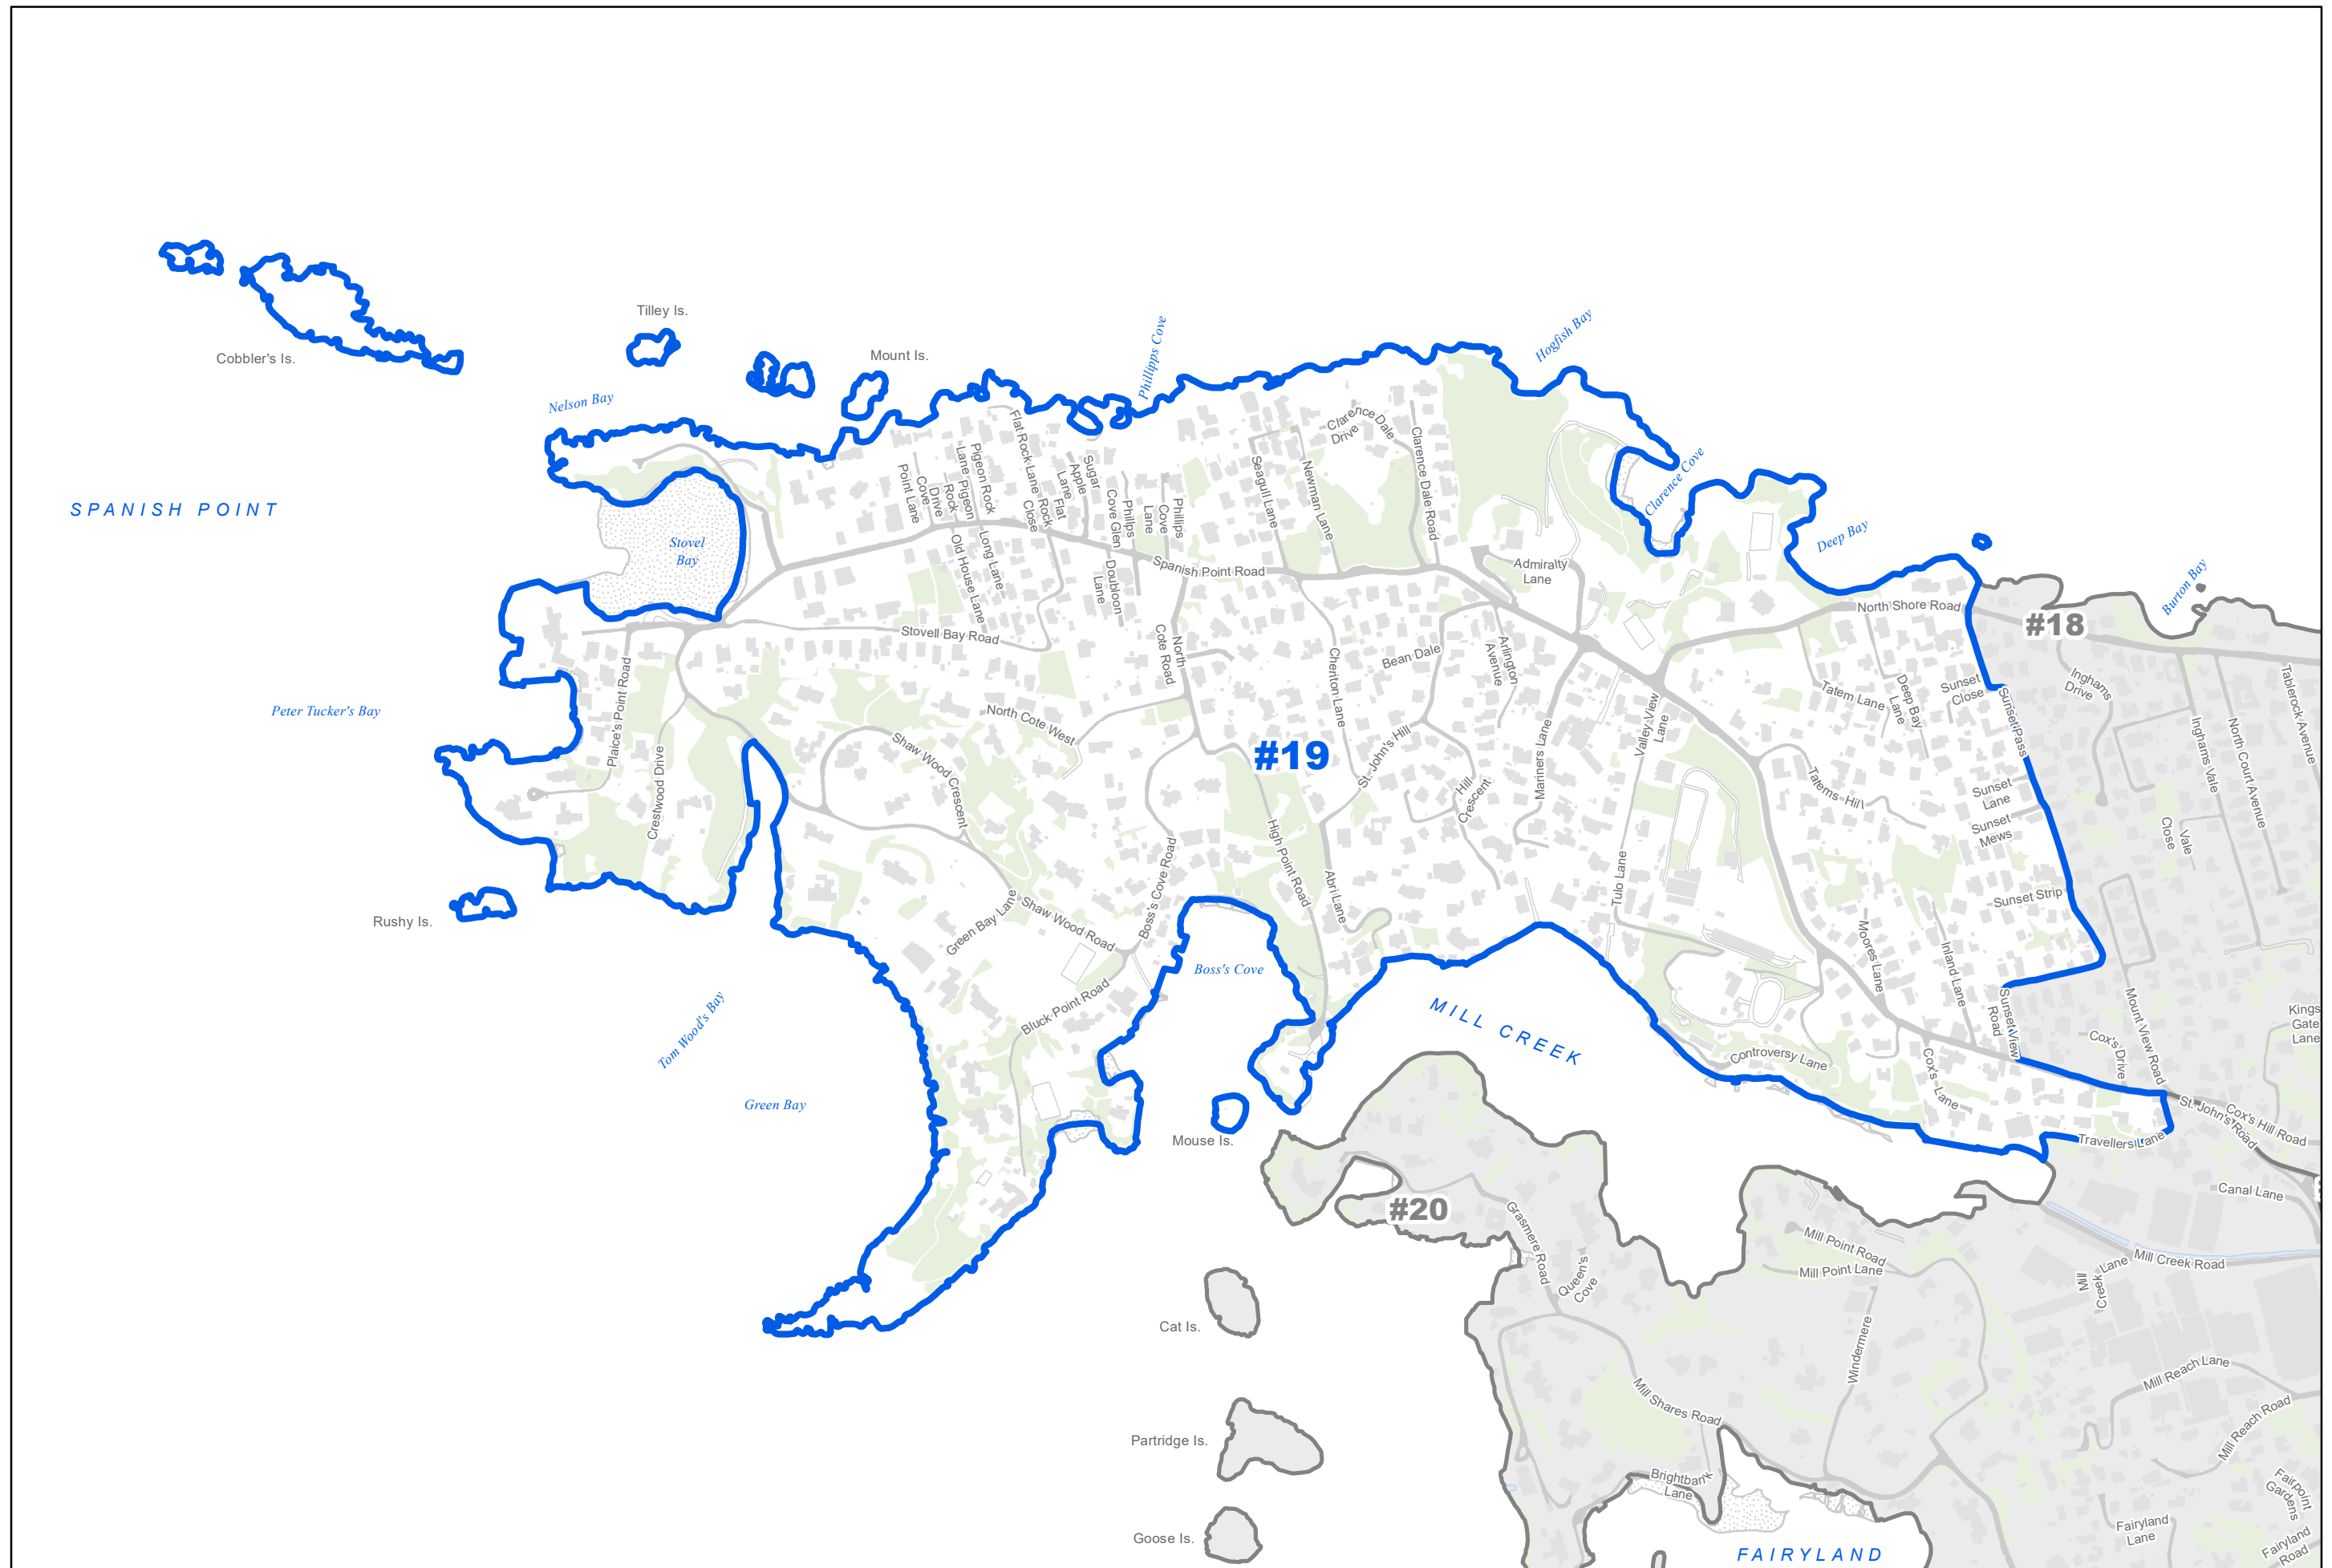 Hogfish Bay
Tilley Is.
Phillipps Cove
Mount Is.
Cobbler's Is.
Nelson Bay
Clarence Dale
Drive
Clarence Dale Road
Seagull Lane
Newman Lane
Clarence Cove
SPANISH POINT
Stovel
Bay
Point Lane
Cove
Drive
Pigeon Rock
Lane
Pigeon
Rock
Flat Rock Lane
Close
Flat
Rock
Sugar
Apple
Lane
Cove Glen
Phillps
Phillips
Cove
Lane
Old House Lane
Long Lane
Doubloon
Lane
Spanish Point Road
Admiralty
Lane
Deep Bay
Burton Bay
North Shore Road
#18
Stovell Bay Road
North
Cote Road
Cheriton Lane
Bean Dale
Arlington
Avenue
Inghams
Drive
Tablerock Avenue
Sunset
Close
Deep Bay
Lane
Tatem Lane
Sunset Pass
Inghams Vale
North Court Avenue
Peter Tucker's Bay
Plaice's Point Road
Crestwood Drive
North Cote West
Shaw Wood Crescent
#19
St. John's Hill
Hill
Crescent
Mariners Lane
Valley View
Lane
Tatems Hill
Sunset
Lane
Sunset
Mews
Vale
Close
High Point Road
Abri Lane
Tulo Lane
Sunset Strip
Rushy Is.
Green Bay Lane
Shaw Wood Road
Boss's Cove Road
Boss's Cove
Moores Lane
Inland Lane
Bluck Point Road
Tom Wood's Bay
MILL CREEK
Sunset View
Road
Mount View Road
Kings
Gate
Lane
Cox's Drive
Controversy Lane
Cox's Lane
Green Bay
St. John's Road
Cox's Hill Road
Travellers Lane
Mouse Is.
Canal Lane
#20
Grasmere Road
Queen's
Cove
Mill Point Road
Mill Point Lane
Mill Creek Road
Mill
Creek
Lane
Cat Is.
Windermere
Mill Reach Lane
Mill Shares Road
Mill Reach Road
Partridge Is.
Brightbank
Lane
Fairpoint
Gardens
Goose Is.
Fairyland
Lane
Fairyland
Road
FAIRYLAND